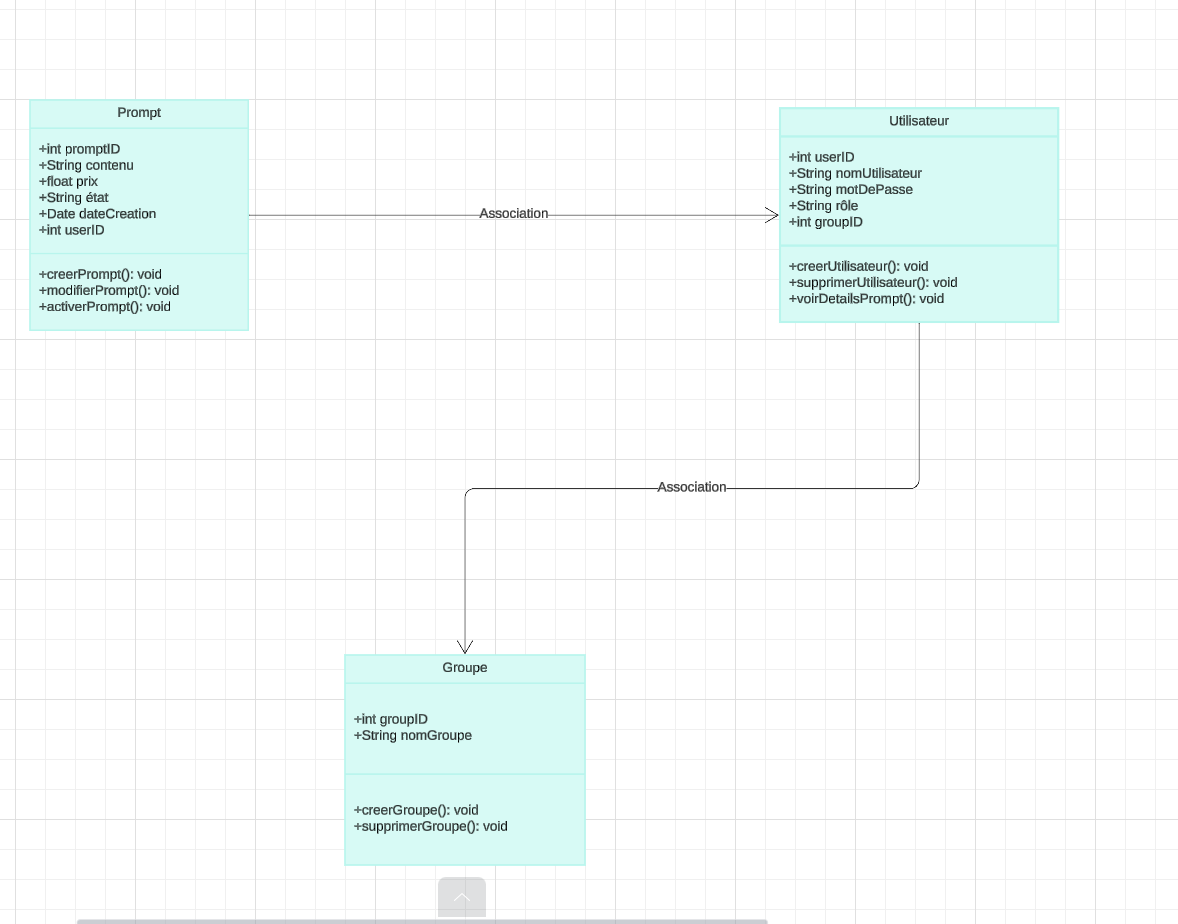 Prompt
+int promptID
+String contenu
+float prix
+String état
+Date dateCreation
+int userID
+creerPrompt(): void
+modifierPrompt(): void
+activerPrompt(): void
Association
Utilisateur
+int userID
+String nomUtilisateur
+String motDePasse
+String rôle
+int groupID
+creerUtilisateur(): void
+supprimerUtilisateur(): void
+voirDetailsPrompt(): void
Association
Groupe
+int groupID
+String nomGroupe
+creerGroupe(): void
+supprimerGroupe(): void